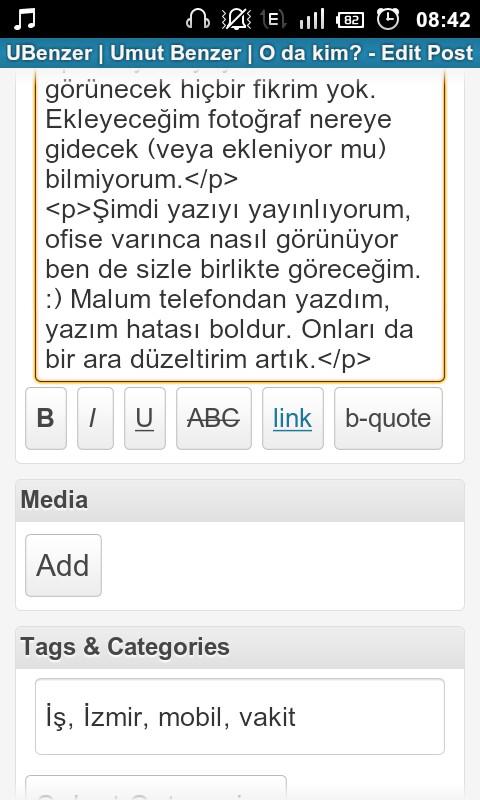 E 82 08:42
UBenzer | Umut Benzer | O da kim? - Edit Post
görünecek hiçbir fikrim yok.
Ekleyeceğim fotoğraf nereye
gidecek (veya ekleniyor mu)
bilmiyorum.</p>
<p>Şimdi yazıyı yayınlıyorum,
ofise varınca nasıl görünüyor
ben de sizle birlikte göreceğim.
:) Malum telefondan yazdım,
yazım hatası boldur. Onları da
bir ara düzeltirim artık.</p>
B I U ABC link b-quote
Media
Add
Tags & Categories
İş, İzmir, mobil, vakit